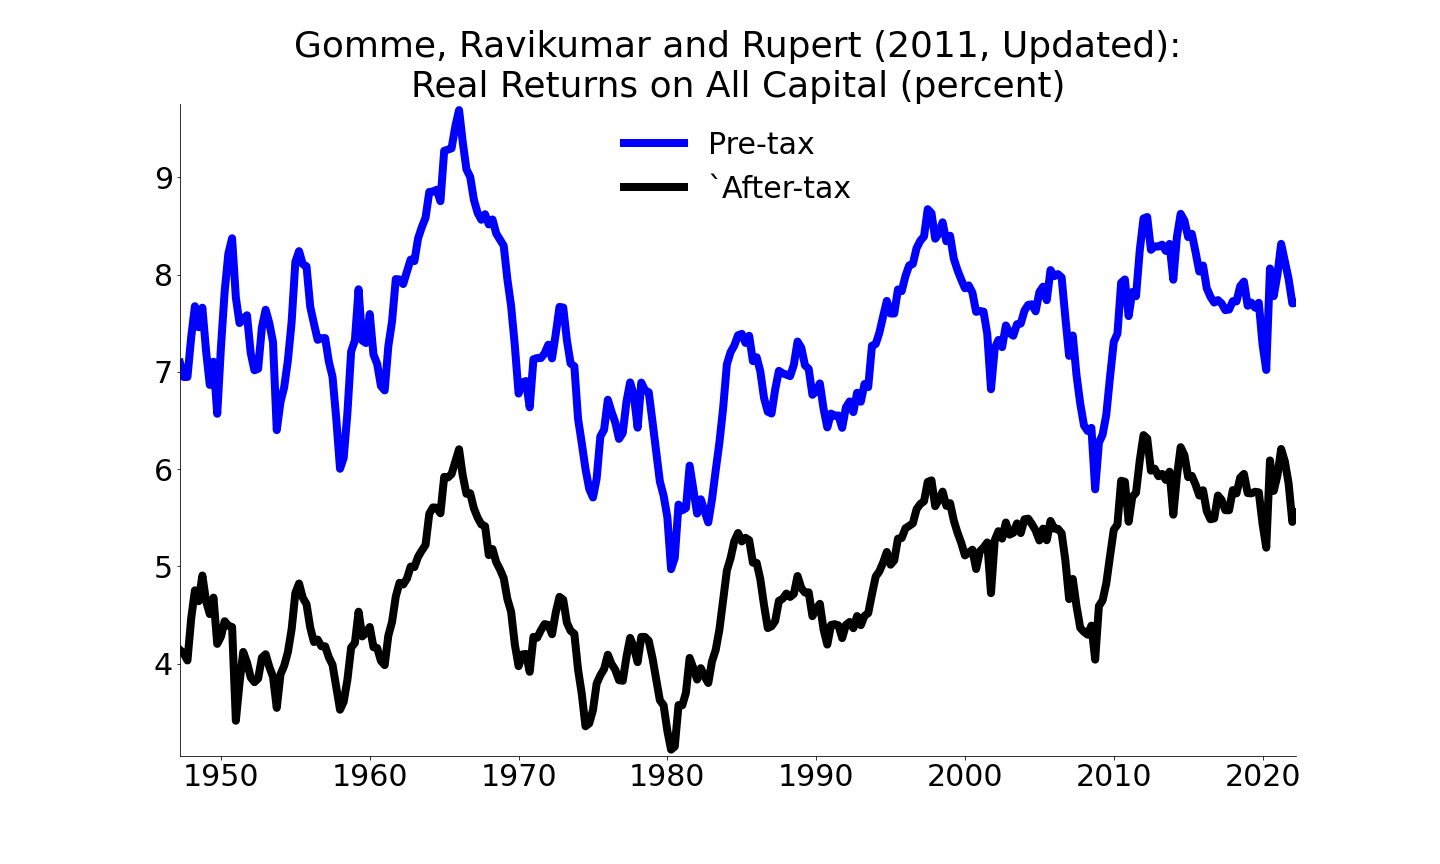 Gomme, Ravikumar and Rupert (2011, Updated):
Real Returns on All Capital (percent)
Pre-tax
`After-tax
9
8
7
6
5
4
1950 1960 1970 1980 1990 2000 2010 2020